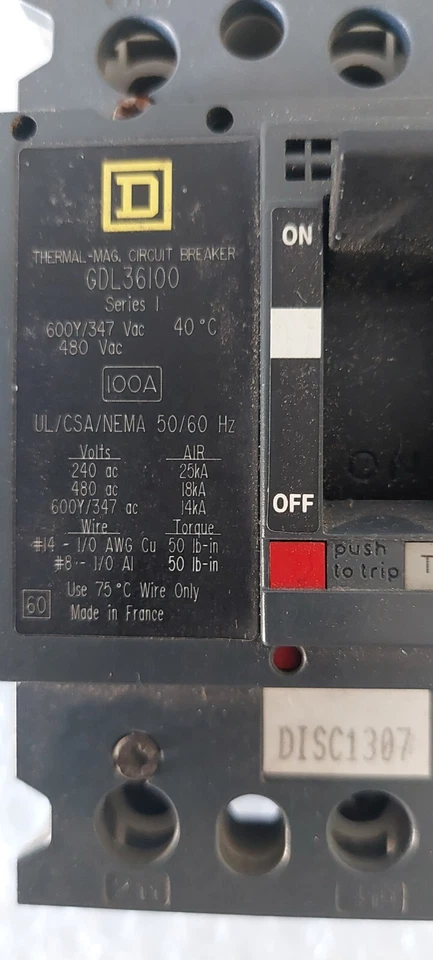 D
THERMAL-MAG. CIRCUIT BREAKER
GDL36100
Series 1
600Y/347 Vac 40°C
480 Vac
100A
UL/CSA/NEMA 50/60 Hz
Volts AIR
240 ac 25kA
480 ac 18kA
600Y/347 ac 14kA
Wire Torque
#14 - 1/0 AWG Cu 50 lb-in
#8 - 1/0 Al 50 lb-in
Use 75°C Wire Only
60 Made in France
ON
ON
OFF
push
to trip
T
DISC1307